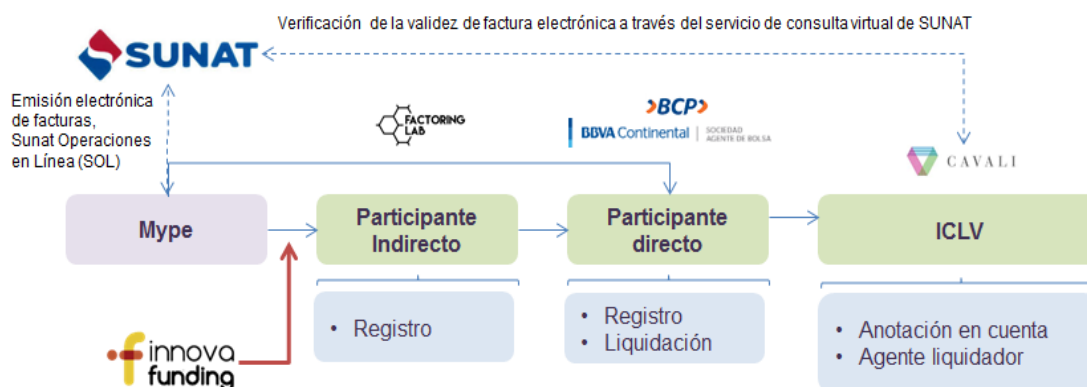 Verificación de la validez de factura electrónica a través del servicio de consulta virtual de SUNAT
SUNAT
Emisión electrónica
de facturas,
Sunat Operaciones
en Línea (SOL)
FACTORING
LAB
BCP
BBVA Continental
SOCIEDAD
AGENTE DE BOLSA
CAVALI
Mype
Participante
Indirecto
Participante
directo
ICLV
• Registro
• Registro
• Liquidación
• Anotación en cuenta
• Agente liquidador
innova
funding